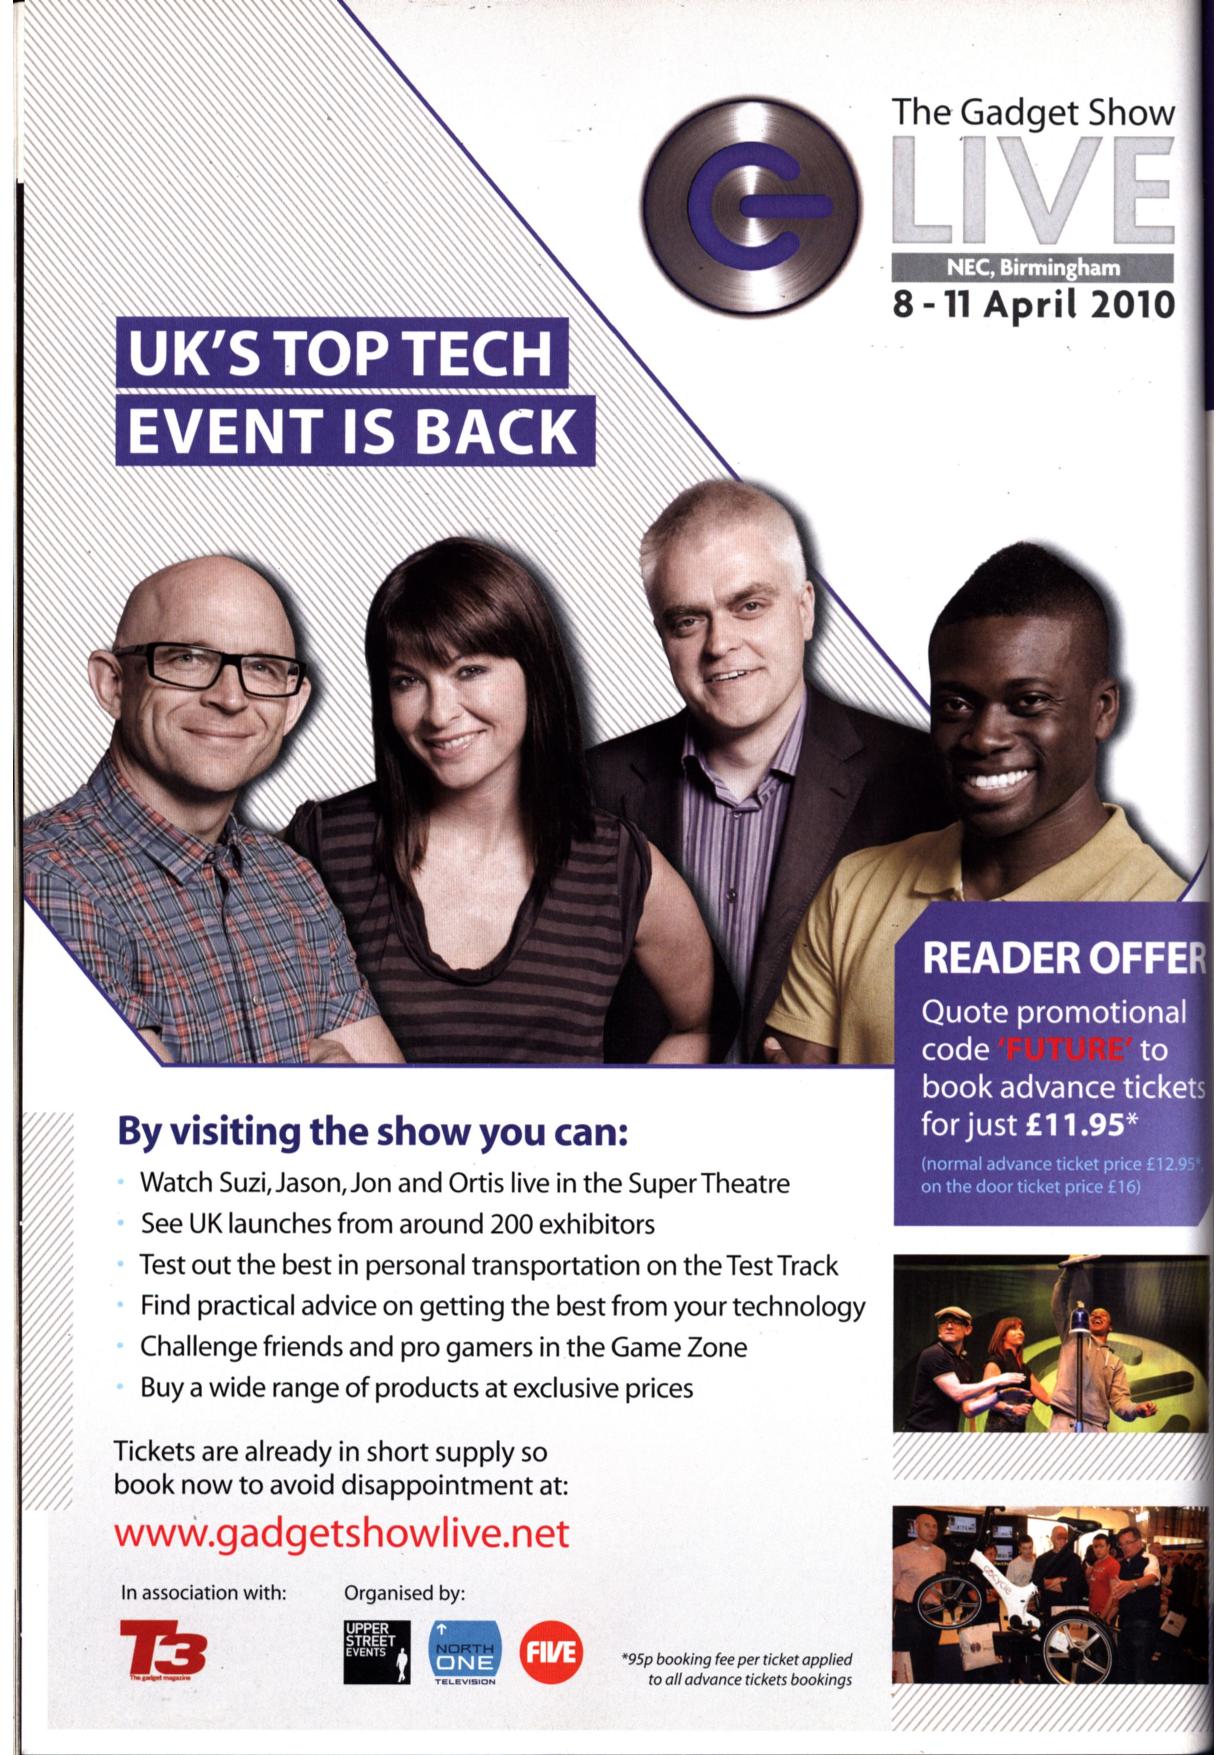 The Gadget Show
LIVE
NEC, Birmingham
8 - 11 April 2010
UK'S TOP TECH
EVENT IS BACK
READER OFFER
Quote promotional
code 'FUTURE' to
book advance tickets
for just £11.95*
(normal advance ticket price £12.95*,
on the door ticket price £16)
By visiting the show you can:
• Watch Suzi, Jason, Jon and Ortis live in the Super Theatre
• See UK launches from around 200 exhibitors
• Test out the best in personal transportation on the Test Track
• Find practical advice on getting the best from your technology
• Challenge friends and pro gamers in the Game Zone
• Buy a wide range of products at exclusive prices
Tickets are already in short supply so
book now to avoid disappointment at:
www.gadgetshowlive.net
In association with:
T3
The gadget magazine
Organised by:
UPPER
STREET
EVENTS
NORTH
ONE
TELEVISION
FIVE
*95p booking fee per ticket applied
to all advance tickets bookings
gocycle